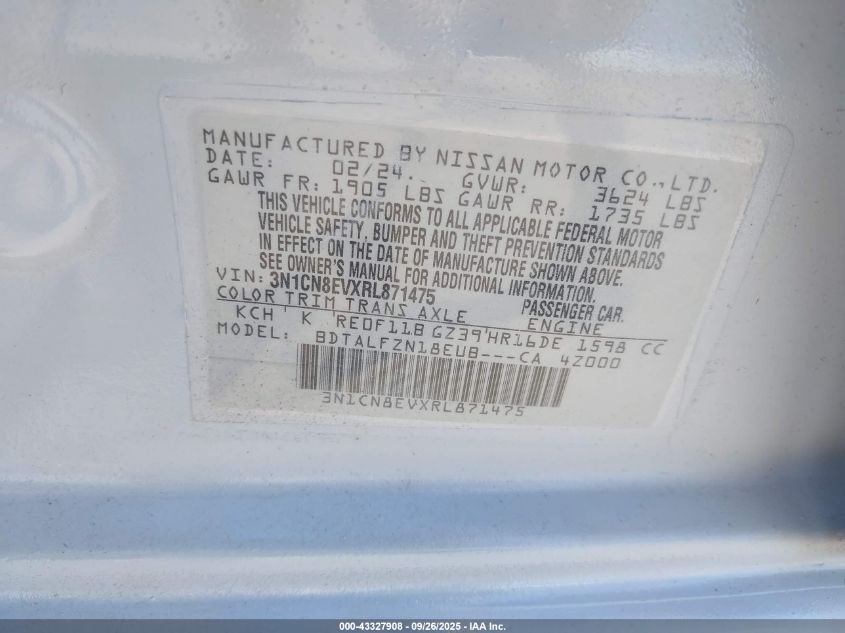 MANUFACTURED BY NISSAN MOTOR CO., LTD.
DATE: 02/24. GVWR: 3624 LBS
GAWR FR: 1905 LBS GAWR RR: 1735 LBS
THIS VEHICLE CONFORMS TO ALL APPLICABLE FEDERAL MOTOR
VEHICLE SAFETY, BUMPER AND THEFT PREVENTION STANDARDS
IN EFFECT ON THE DATE OF MANUFACTURE SHOWN ABOVE.
SEE OWNER'S MANUAL FOR ADDITIONAL INFORMATION.
VIN: 3N1CN8EVXRL871475 PASSENGER CAR.
COLOR TRIM TRANS AXLE ENGINE
KCH' K 'RE0F11B GZ39'HR16DE 1598 CC
MODEL: BDTALFZN18EUB---CA 4Z000
3N1CN8EVXRL871475
000-43327908 - 09/26/2025 - IAA Inc.